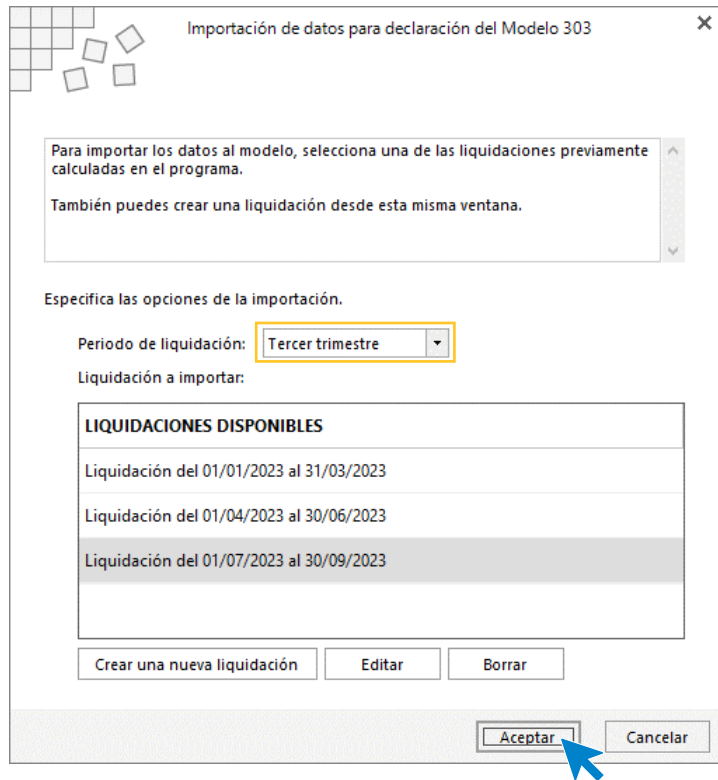 Importación de datos para declaración del Modelo 303
Para importar los datos al modelo, selecciona una de las liquidaciones previamente
calculadas en el programa.
También puedes crear una liquidación desde esta misma ventana.
Especifica las opciones de la importación.
Periodo de liquidación: Tercer trimestre
Liquidación a importar:
LIQUIDACIONES DISPONIBLES
Liquidación del 01/01/2023 al 31/03/2023
Liquidación del 01/04/2023 al 30/06/2023
Liquidación del 01/07/2023 al 30/09/2023
Crear una nueva liquidación Editar Borrar
Aceptar Cancelar